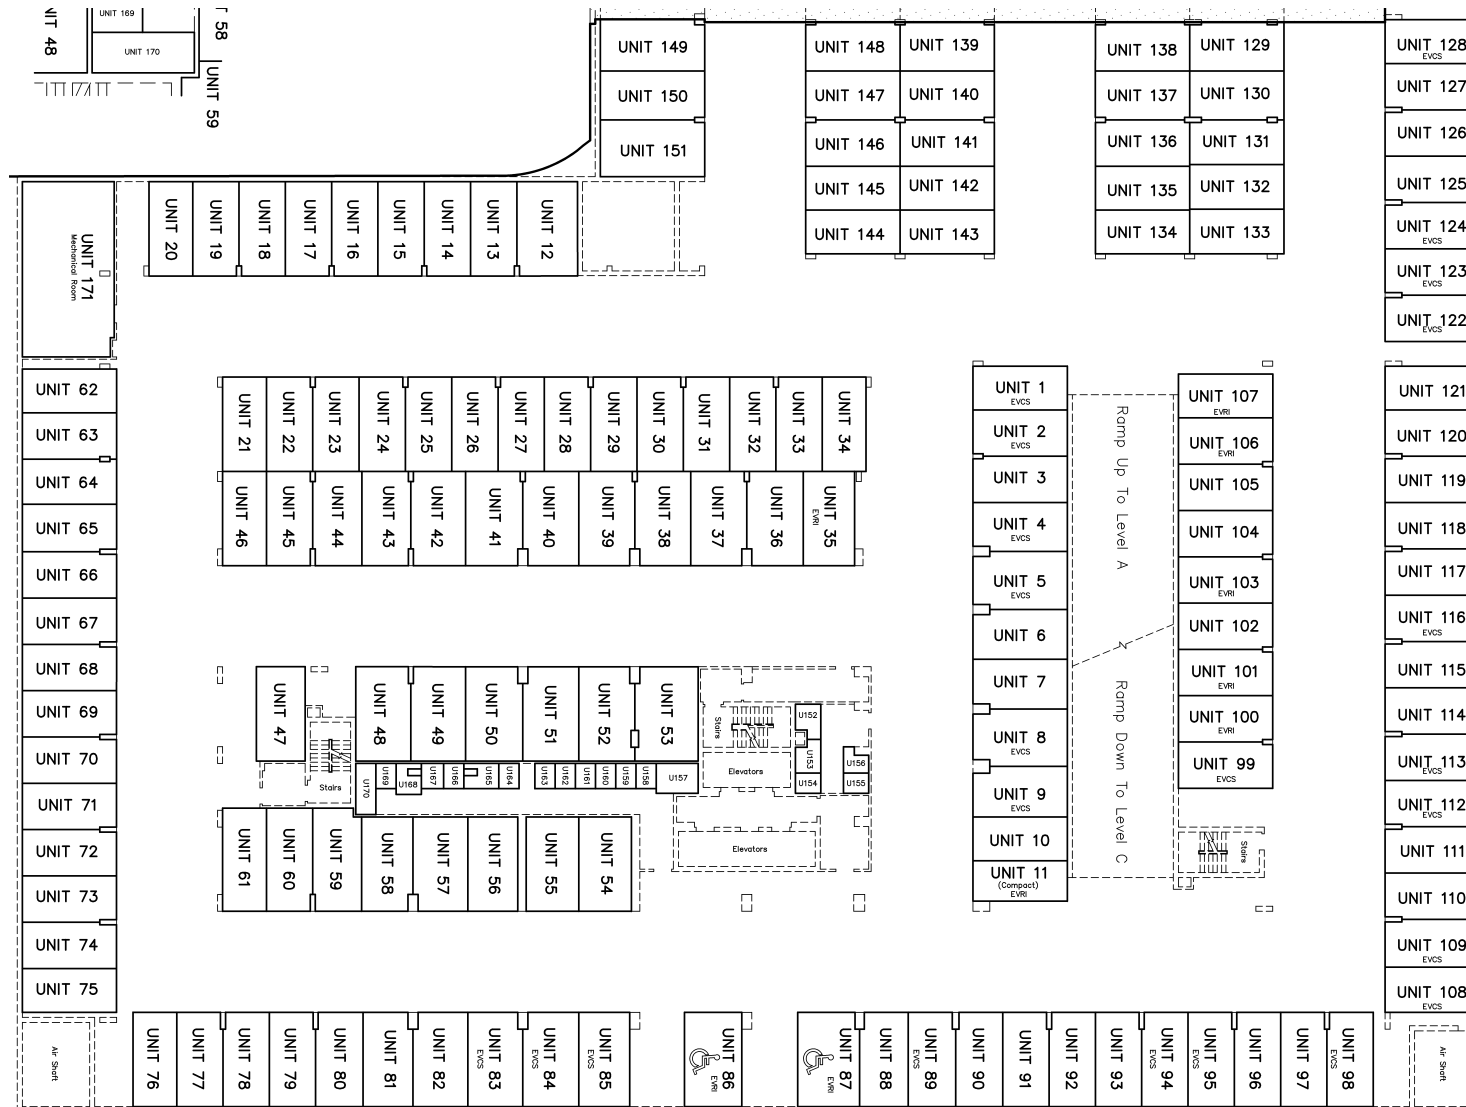 UNIT 48
UNIT 169
UNIT 170
UNIT 59
UNIT 149
UNIT 150
UNIT 151
UNIT 148
UNIT 139
UNIT 147
UNIT 140
UNIT 146
UNIT 141
UNIT 145
UNIT 142
UNIT 144
UNIT 143
UNIT 138
UNIT 129
UNIT 137
UNIT 130
UNIT 136
UNIT 131
UNIT 135
UNIT 132
UNIT 134
UNIT 133
UNIT 128
EVCS
UNIT 127
UNIT 126
UNIT 125
UNIT 124
EVCS
UNIT 123
EVCS
UNIT 122
EVCS
UNIT 171
Mechanical Room
UNIT 20
UNIT 19
UNIT 18
UNIT 17
UNIT 16
UNIT 15
UNIT 14
UNIT 13
UNIT 12
UNIT 62
UNIT 63
UNIT 64
UNIT 65
UNIT 66
UNIT 67
UNIT 68
UNIT 69
UNIT 70
UNIT 71
UNIT 72
UNIT 73
UNIT 74
UNIT 75
UNIT 21
UNIT 22
UNIT 23
UNIT 24
UNIT 25
UNIT 26
UNIT 27
UNIT 28
UNIT 29
UNIT 30
UNIT 31
UNIT 32
UNIT 33
UNIT 34
UNIT 46
UNIT 45
UNIT 44
UNIT 43
UNIT 42
UNIT 41
UNIT 40
UNIT 39
UNIT 38
UNIT 37
UNIT 36
UNIT 35
EVRI
UNIT 47
UNIT 48
UNIT 49
UNIT 50
UNIT 51
UNIT 52
UNIT 53
Stairs
U170
U169
U168
U167
U166
U165
U164
U163
U162
U161
U160
U159
U158
U157
Stairs
Elevators
Elevators
U152
U153
U154
U156
U155
UNIT 61
UNIT 60
UNIT 59
UNIT 58
UNIT 57
UNIT 56
UNIT 55
UNIT 54
UNIT 1
EVCS
UNIT 2
EVCS
UNIT 3
UNIT 4
EVCS
UNIT 5
EVCS
UNIT 6
UNIT 7
UNIT 8
EVCS
UNIT 9
EVCS
UNIT 10
UNIT 11
(Compact)
EVRI
Ramp Up To Level A
Ramp Down To Level C
UNIT 107
EVRI
UNIT 106
EVRI
UNIT 105
UNIT 104
UNIT 103
EVRI
UNIT 102
UNIT 101
EVRI
UNIT 100
EVRI
UNIT 99
EVCS
Stairs
UNIT 121
UNIT 120
UNIT 119
UNIT 118
UNIT 117
UNIT 116
EVCS
UNIT 115
UNIT 114
UNIT 113
EVCS
UNIT 112
EVCS
UNIT 111
UNIT 110
UNIT 109
EVCS
UNIT 108
EVCS
Air Shaft
UNIT 76
UNIT 77
UNIT 78
UNIT 79
UNIT 80
UNIT 81
UNIT 82
UNIT 83
EVCS
UNIT 84
EVCS
UNIT 85
EVCS
UNIT 86
EVRI
UNIT 87
EVRI
UNIT 88
UNIT 89
EVCS
UNIT 90
UNIT 91
UNIT 92
UNIT 93
UNIT 94
EVCS
UNIT 95
EVCS
UNIT 96
UNIT 97
UNIT 98
EVCS
Air Shaft